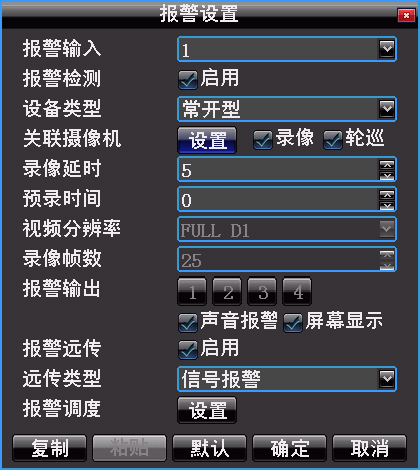 报警设置
报警输入 1
报警检测 启用
设备类型 常开型
关联摄像机 设置 录像 轮巡
录像延时 5
预录时间 0
视频分辨率 FULL D1
录像帧数 25
报警输出 1 2 3 4
声音报警 屏幕显示
报警远传 启用
远传类型 信号报警
报警调度 设置
复制 粘贴 默认 确定 取消